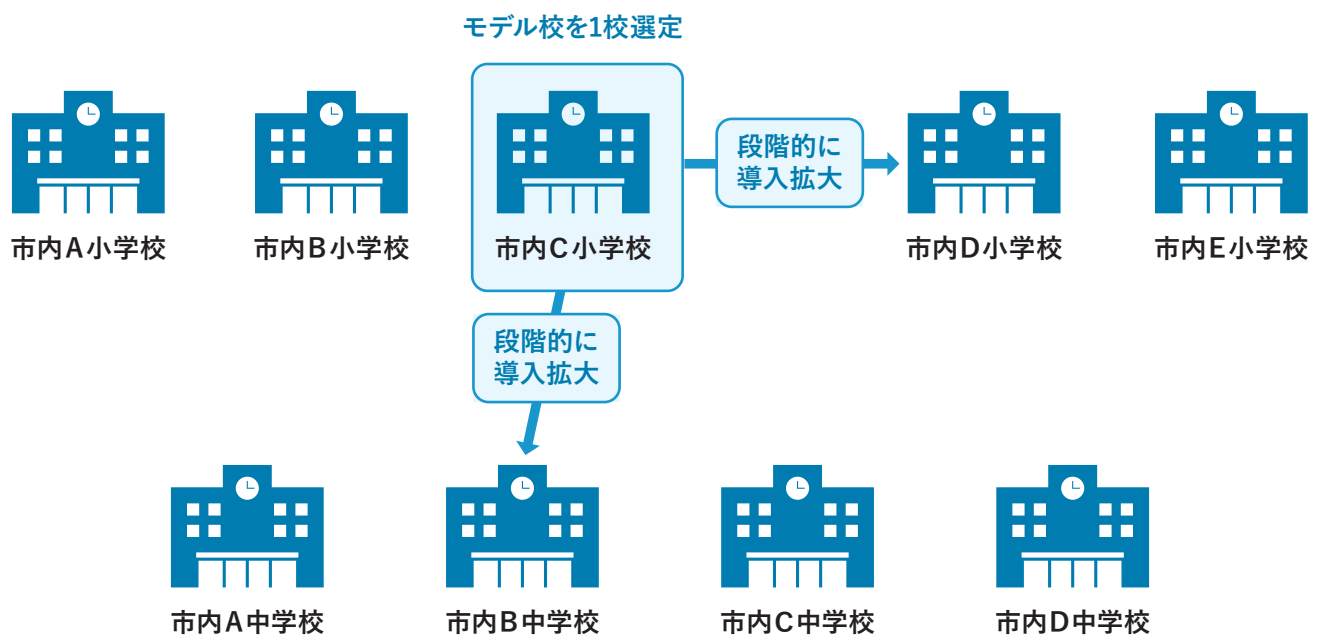 モデル校を1校選定
段階的に
導入拡大
市内A小学校
市内B小学校
市内C小学校
市内D小学校
市内E小学校
段階的に
導入拡大
市内A中学校
市内B中学校
市内C中学校
市内D中学校